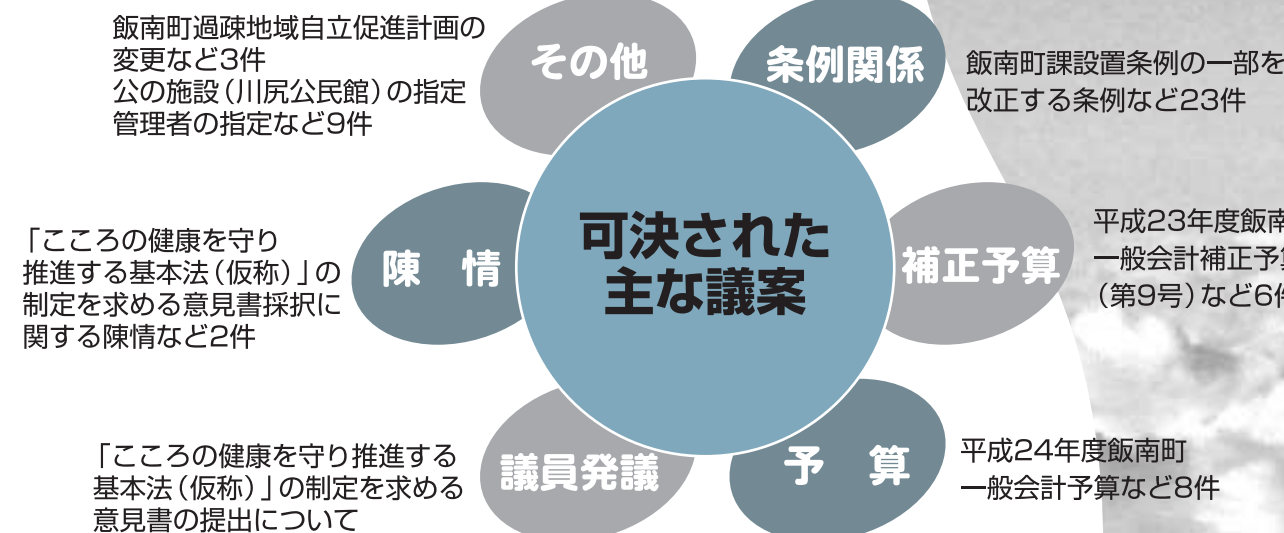 可決された
主な議案
条例関係
飯南町課設置条例の一部を
改正する条例など23件
補正予算
平成23年度飯南
一般会計補正予
（第9号）など6件
予　算
平成24年度飯南町
一般会計予算など8件
議員発議
「こころの健康を守り推進する
基本法（仮称）」の制定を求める
意見書の提出について
陳　情
「こころの健康を守り
推進する基本法（仮称）」の
制定を求める意見書採択に
関する陳情など2件
その他
飯南町過疎地域自立促進計画の
変更など3件
公の施設（川尻公民館）の指定
管理者の指定など9件